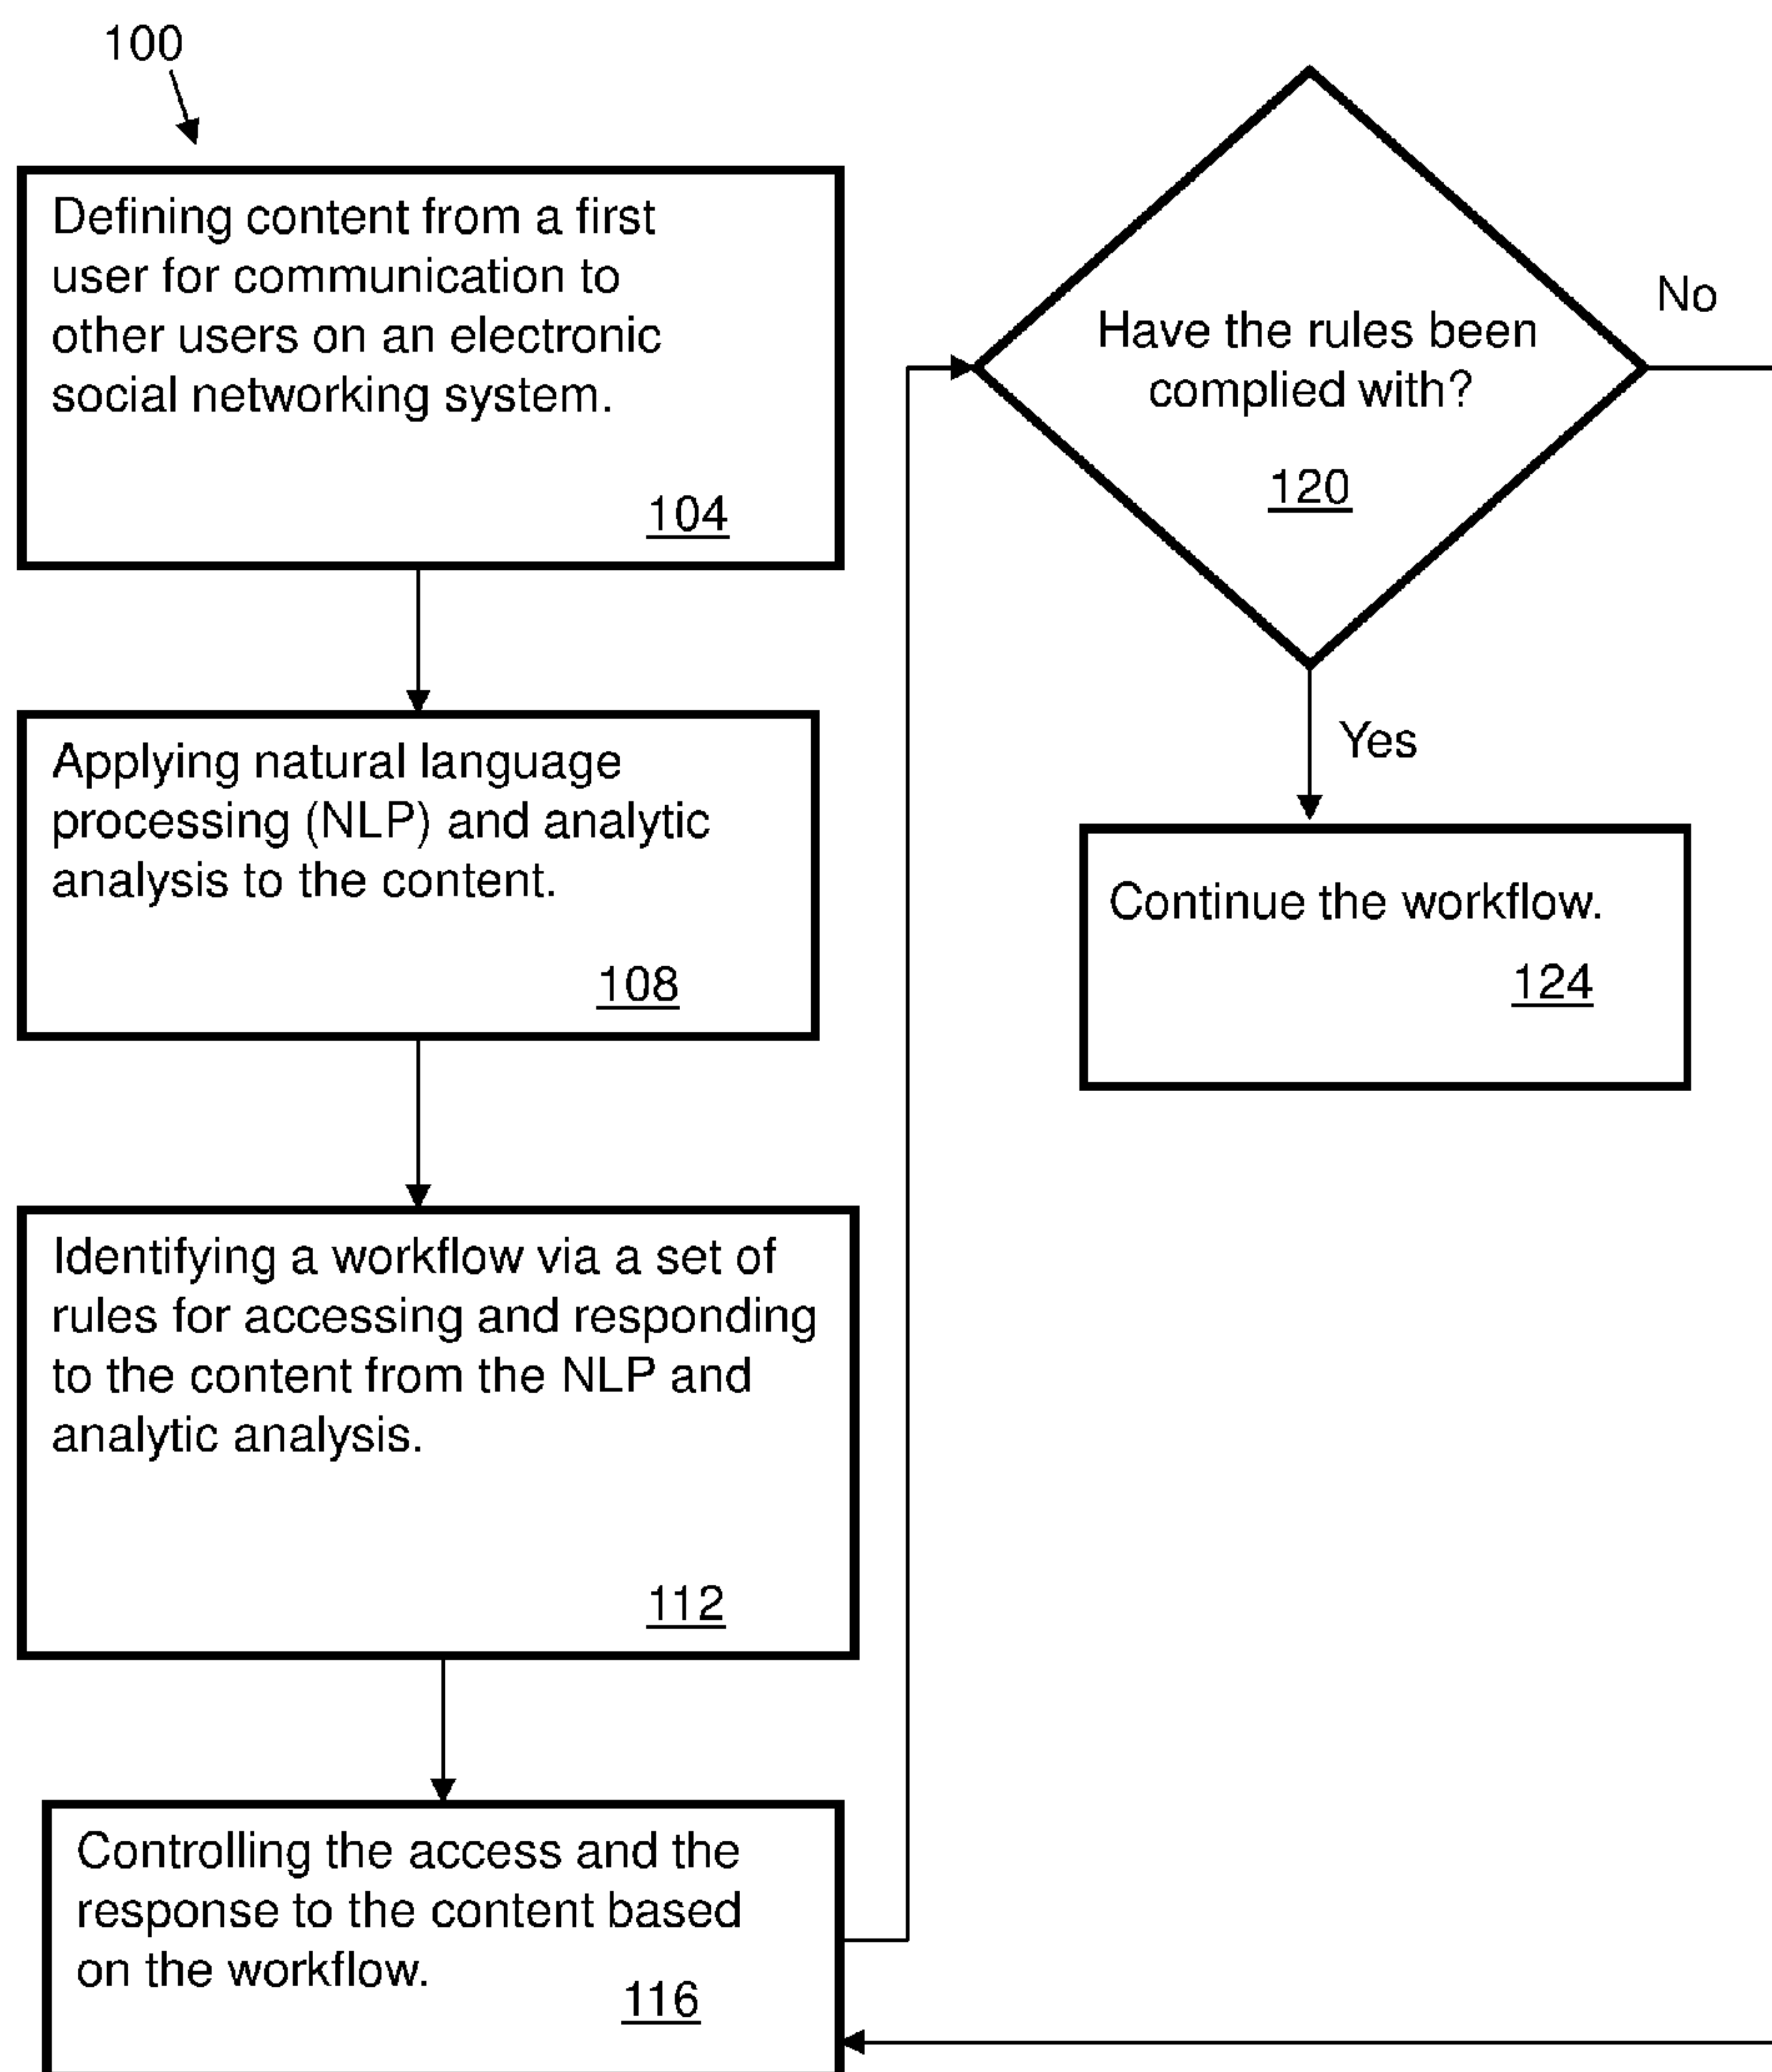 100
Defining content from a first
user for communication to
other users on an electronic
social networking system.
104
Applying natural language
processing (NLP) and analytic
analysis to the content.
108
Identifying a workflow via a set of
rules for accessing and responding
to the content from the NLP and
analytic analysis.
112
Controlling the access and the
response to the content based
on the workflow.
116
Have the rules been
complied with?
120
No
Yes
Continue the workflow.
124